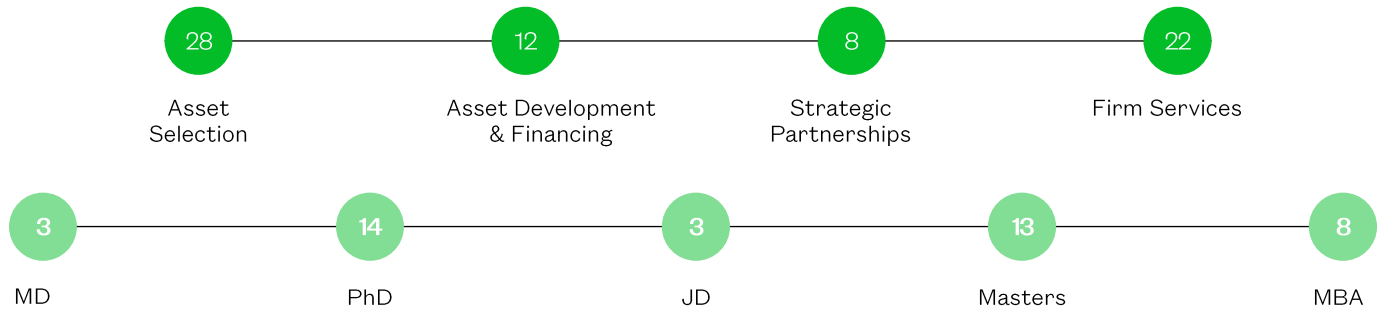 28
12
8
22
Asset
Selection
Asset Development
& Financing
Strategic
Partnerships
Firm Services
3
14
3
13
8
MD
PhD
JD
Masters
MBA